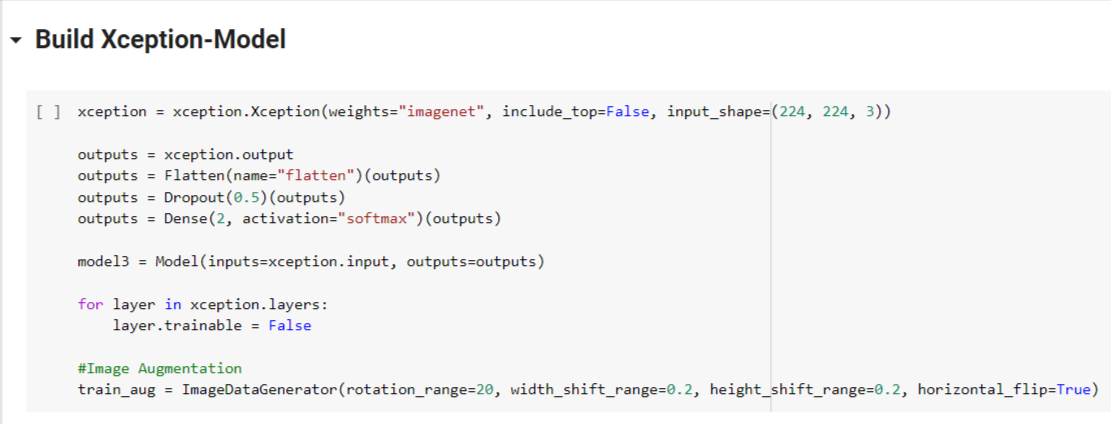 Build Xception-Model
[ ] xception = xception.Xception(weights="imagenet", include_top=False, input_shape=(224, 224, 3))
outputs = xception.output
outputs = Flatten(name="flatten")(outputs)
outputs = Dropout(0.5)(outputs)
outputs = Dense(2, activation="softmax")(outputs)
model3 = Model(inputs=xception.input, outputs=outputs)
for layer in xception.layers:
    layer.trainable = False
#Image Augmentation
train_aug = ImageDataGenerator(rotation_range=20, width_shift_range=0.2, height_shift_range=0.2, horizontal_flip=True)